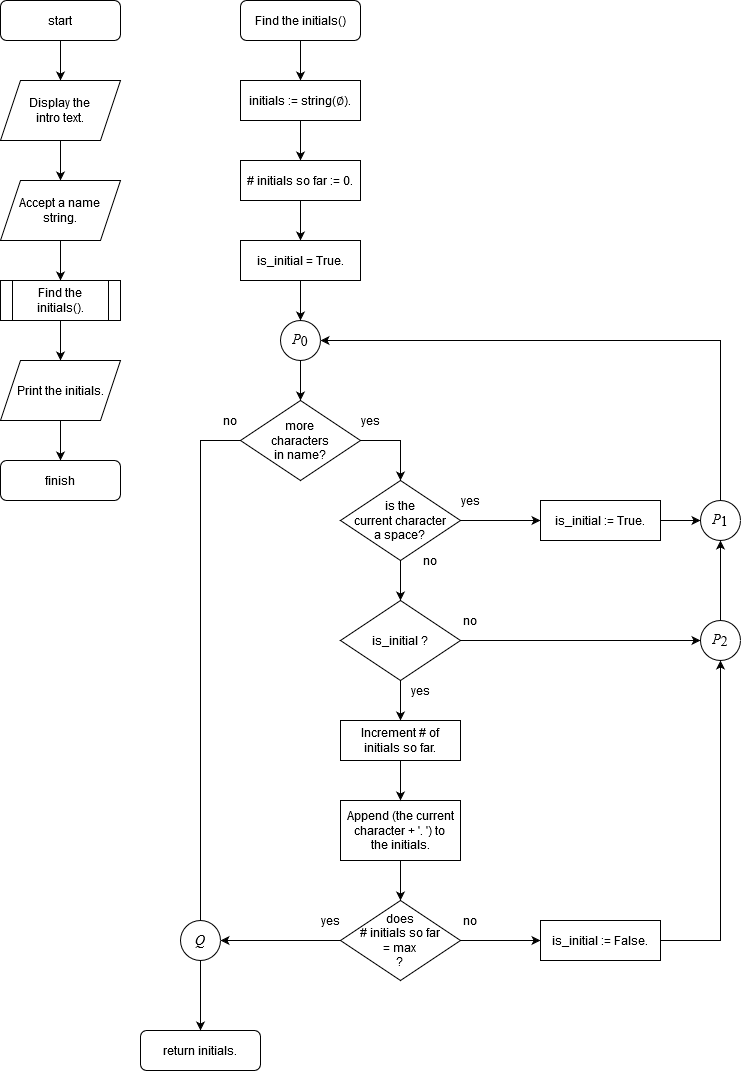 start
Display the
intro text.
Accept a name
string.
Find the
initials().
Print the initials.
finish
Find the initials()
initials := string(∅).
# initials so far := 0.
is_initial = True.
P0
more
characters
in name?
no
yes
is the
current character
a space?
yes
no
is_initial := True.
P1
is_initial ?
no
yes
P2
Increment # of
initials so far.
Append (the current
character + '. ') to
the initials.
does
# initials so far
= max
?
yes
no
is_initial := False.
Q
return initials.